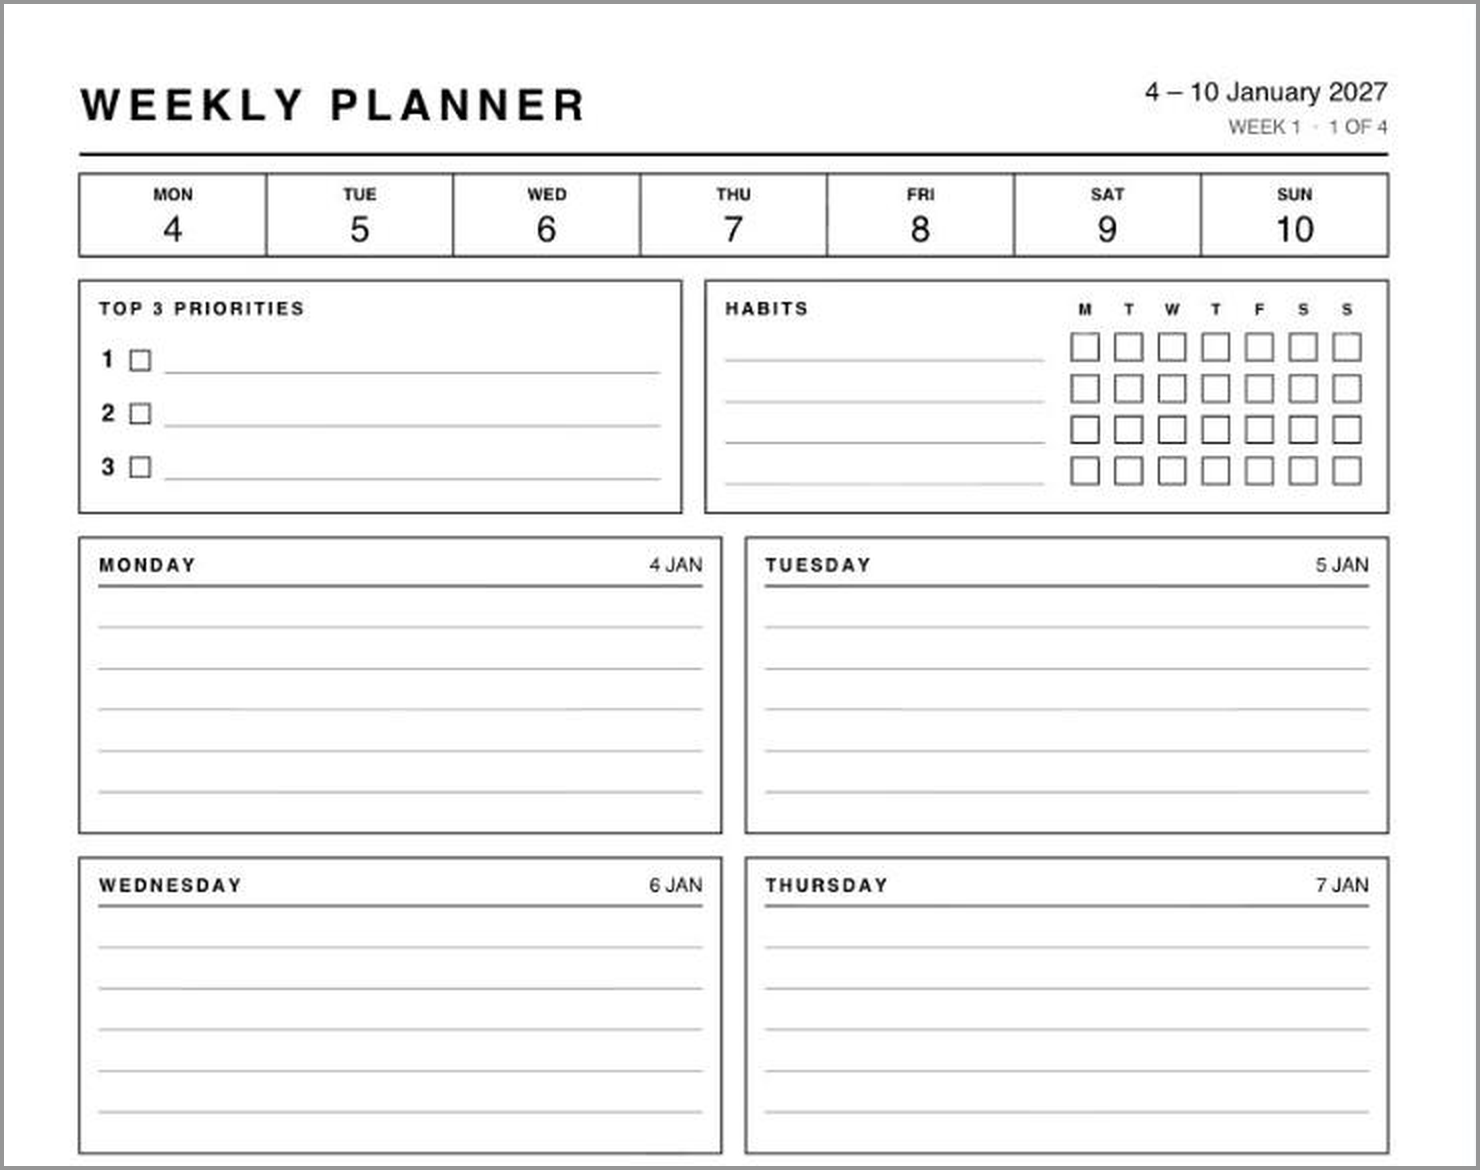 WEEKLY PLANNER
4 – 10 January 2027
WEEK 1 · 1 OF 4
MON TUE WED THU FRI SAT SUN
4 5 6 7 8 9 10
TOP 3 PRIORITIES
1
2
3
HABITS M T W T F S S
MONDAY 4 JAN
TUESDAY 5 JAN
WEDNESDAY 6 JAN
THURSDAY 7 JAN